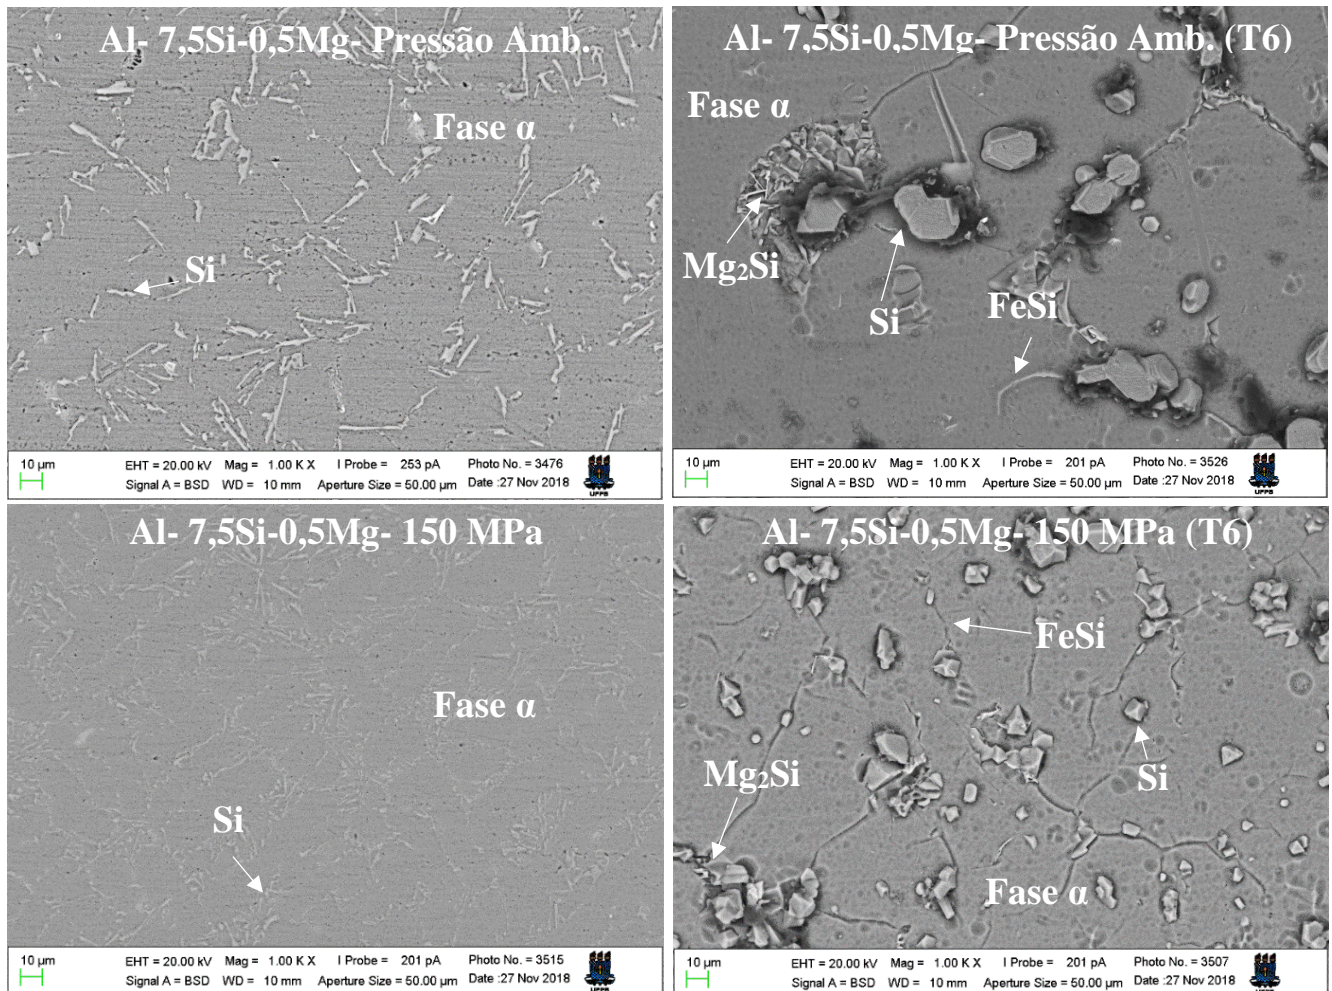 Al- 7,5Si-0,5Mg- Pressão Amb.
Fase α
Si
10 µm
EHT = 20.00 kV Mag = 1.00 K X I Probe = 253 pA Photo No. = 3476
Signal A = BSD WD = 10 mm Aperture Size = 50.00 µm Date :27 Nov 2018
UFPB
Al- 7,5Si-0,5Mg- Pressão Amb. (T6)
Fase α
Mg₂Si
Si
FeSi
10 µm
EHT = 20.00 kV Mag = 1.00 K X I Probe = 201 pA Photo No. = 3526
Signal A = BSD WD = 10 mm Aperture Size = 50.00 µm Date :27 Nov 2018
UFPB
Al- 7,5Si-0,5Mg- 150 MPa
Fase α
Si
10 µm
EHT = 20.00 kV Mag = 1.00 K X I Probe = 201 pA Photo No. = 3515
Signal A = BSD WD = 10 mm Aperture Size = 50.00 µm Date :27 Nov 2018
UFPB
Al- 7,5Si-0,5Mg- 150 MPa (T6)
FeSi
Si
Mg₂Si
Fase α
10 µm
EHT = 20.00 kV Mag = 1.00 K X I Probe = 201 pA Photo No. = 3507
Signal A = BSD WD = 10 mm Aperture Size = 50.00 µm Date :27 Nov 2018
UFPB